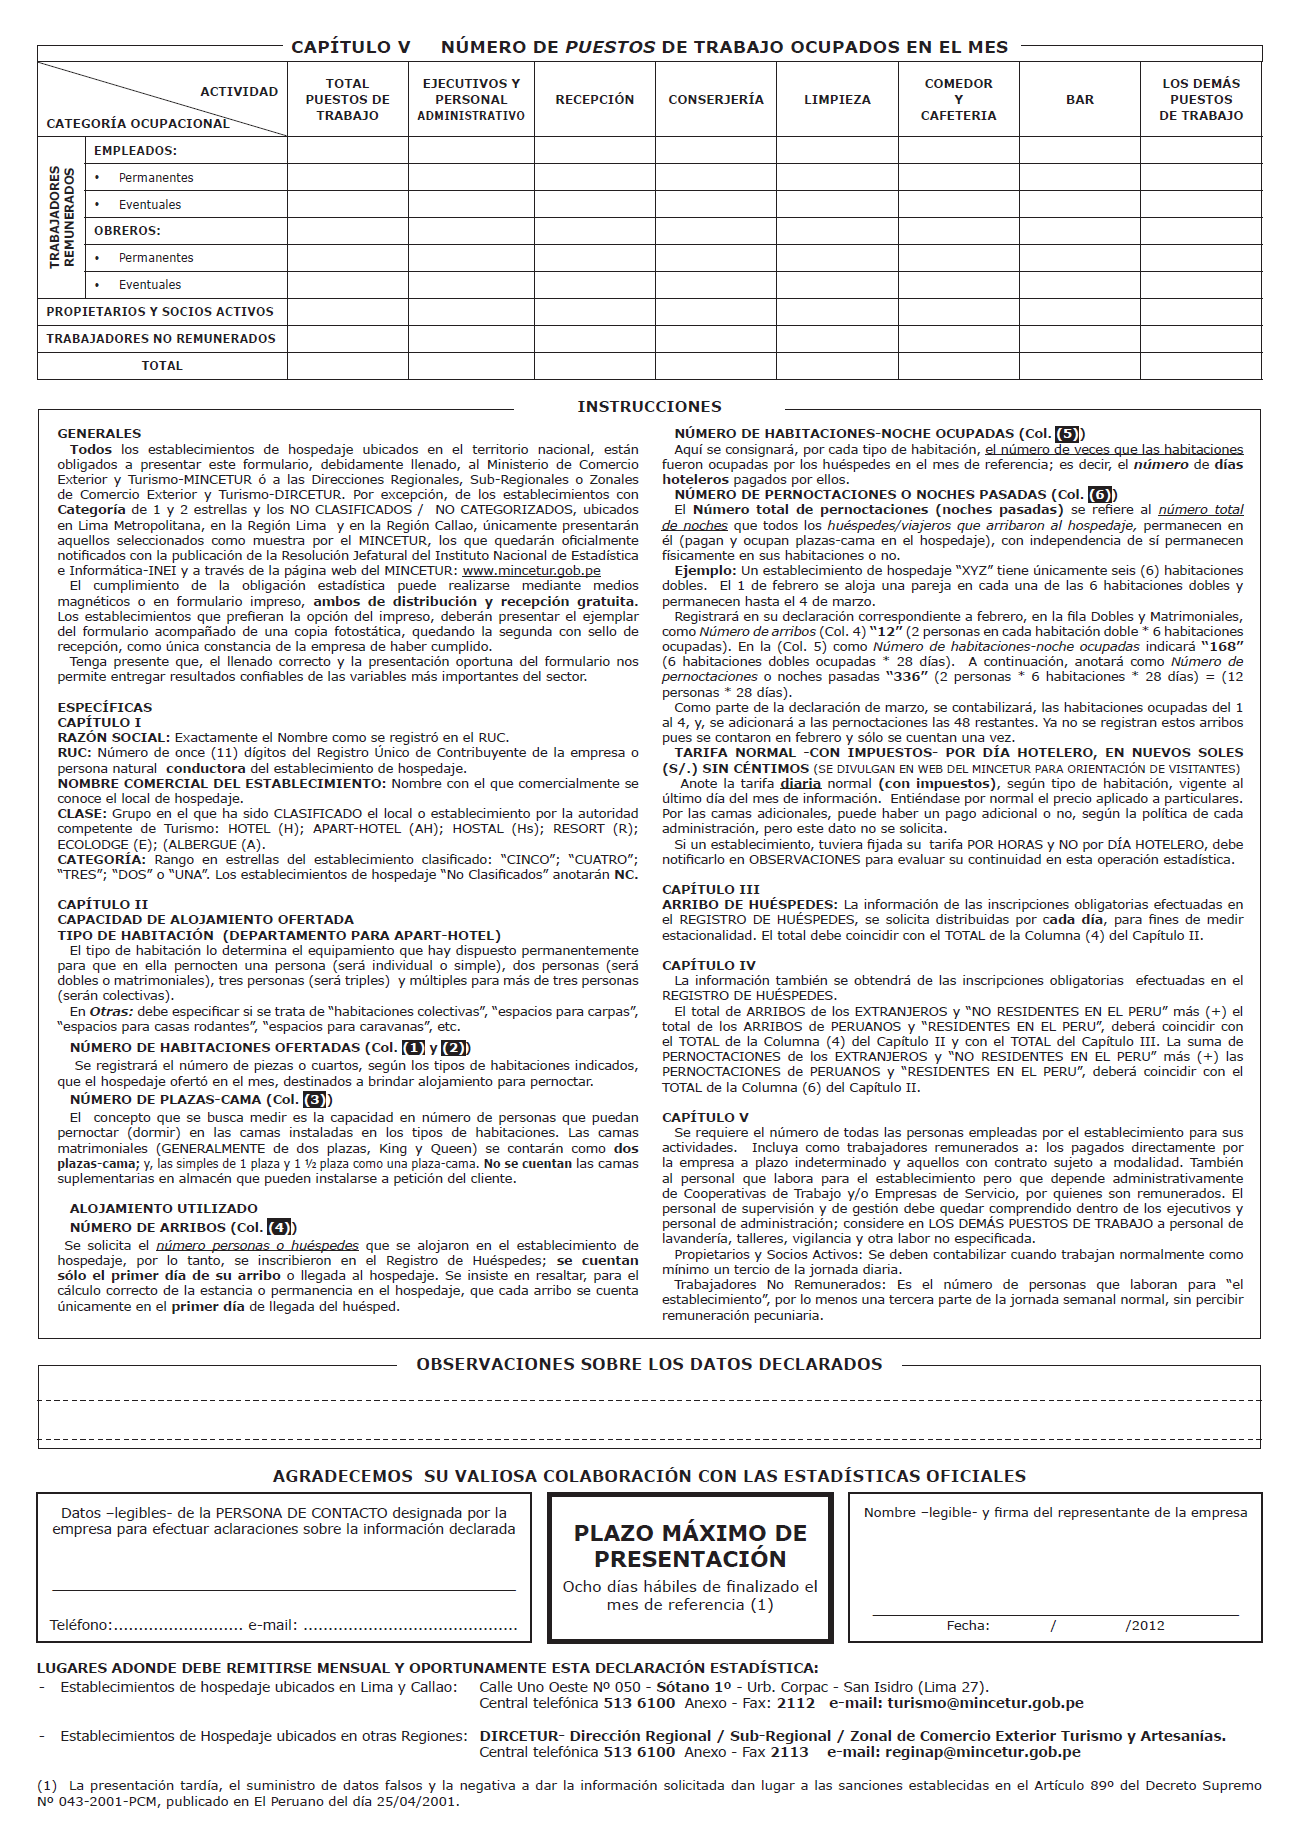 CAPÍTULO V NÚMERO DE PUESTOS DE TRABAJO OCUPADOS EN EL MES
ACTIVIDAD
CATEGORÍA OCUPACIONAL
TOTAL
PUESTOS DE
TRABAJO
EJECUTIVOS Y
PERSONAL
ADMINISTRATIVO
RECEPCIÓN
CONSERJERÍA
LIMPIEZA
COMEDOR
Y
CAFETERIA
BAR
LOS DEMÁS
PUESTOS
DE TRABAJO
TRABAJADORES
REMUNERADOS
EMPLEADOS:
• Permanentes
• Eventuales
OBREROS:
• Permanentes
• Eventuales
PROPIETARIOS Y SOCIOS ACTIVOS
TRABAJADORES NO REMUNERADOS
TOTAL
INSTRUCCIONES
GENERALES
Todos los establecimientos de hospedaje ubicados en el territorio nacional, están
obligados a presentar este formulario, debidamente llenado, al Ministerio de Comercio
Exterior y Turismo-MINCETUR ó a las Direcciones Regionales, Sub-Regionales o Zonales
de Comercio Exterior y Turismo-DIRCETUR. Por excepción, de los establecimientos con
Categoría de 1 y 2 estrellas y los NO CLASIFICADOS / NO CATEGORIZADOS, ubicados
en Lima Metropolitana, en la Región Lima y en la Región Callao, únicamente presentarán
aquellos seleccionados como muestra por el MINCETUR, los que quedarán oficialmente
notificados con la publicación de la Resolución Jefatural del Instituto Nacional de Estadística
e Informática-INEI y a través de la página web del MINCETUR: www.mincetur.gob.pe
El cumplimiento de la obligación estadística puede realizarse mediante medios
magnéticos o en formulario impreso, ambos de distribución y recepción gratuita.
Los establecimientos que prefieran la opción del impreso, deberán presentar el ejemplar
del formulario acompañado de una copia fotostática, quedando la segunda con sello de
recepción, como única constancia de la empresa de haber cumplido.
Tenga presente que, el llenado correcto y la presentación oportuna del formulario nos
permite entregar resultados confiables de las variables más importantes del sector.
ESPECÍFICAS
CAPÍTULO I
RAZÓN SOCIAL: Exactamente el Nombre como se registró en el RUC.
RUC: Número de once (11) dígitos del Registro Único de Contribuyente de la empresa o
persona natural conductora del establecimiento de hospedaje.
NOMBRE COMERCIAL DEL ESTABLECIMIENTO: Nombre con el que comercialmente se
conoce el local de hospedaje.
CLASE: Grupo en el que ha sido CLASIFICADO el local o establecimiento por la autoridad
competente de Turismo: HOTEL (H); APART-HOTEL (AH); HOSTAL (Hs); RESORT (R);
ECOLODGE (E); (ALBERGUE (A).
CATEGORÍA: Rango en estrellas del establecimiento clasificado: “CINCO”; “CUATRO”;
“TRES”; “DOS” o “UNA”. Los establecimientos de hospedaje “No Clasificados” anotarán NC.
CAPÍTULO II
CAPACIDAD DE ALOJAMIENTO OFERTADA
TIPO DE HABITACIÓN (DEPARTAMENTO PARA APART-HOTEL)
El tipo de habitación lo determina el equipamiento que hay dispuesto permanentemente
para que en ella pernocten una persona (será individual o simple), dos personas (será
dobles o matrimoniales), tres personas (será triples) y múltiples para más de tres personas
(serán colectivas).
En Otras: debe especificar si se trata de “habitaciones colectivas”, “espacios para carpas”,
“espacios para casas rodantes”, “espacios para caravanas”, etc.
NÚMERO DE HABITACIONES OFERTADAS (Col. (1) y (2))
Se registrará el número de piezas o cuartos, según los tipos de habitaciones indicados,
que el hospedaje ofertó en el mes, destinados a brindar alojamiento para pernoctar.
NÚMERO DE PLAZAS-CAMA (Col. (3))
El concepto que se busca medir es la capacidad en número de personas que puedan
pernoctar (dormir) en las camas instaladas en los tipos de habitaciones. Las camas
matrimoniales (GENERALMENTE de dos plazas, King y Queen) se contarán como dos
plazas-cama; y, las simples de 1 plaza y 1 ½ plaza como una plaza-cama. No se cuentan las camas
suplementarias en almacén que pueden instalarse a petición del cliente.
ALOJAMIENTO UTILIZADO
NÚMERO DE ARRIBOS (Col. (4))
Se solicita el número personas o huéspedes que se alojaron en el establecimiento de
hospedaje, por lo tanto, se inscribieron en el Registro de Huéspedes; se cuentan
sólo el primer día de su arribo o llegada al hospedaje. Se insiste en resaltar, para el
cálculo correcto de la estancia o permanencia en el hospedaje, que cada arribo se cuenta
únicamente en el primer día de llegada del huésped.
NÚMERO DE HABITACIONES-NOCHE OCUPADAS (Col. (5))
Aquí se consignará, por cada tipo de habitación, el número de veces que las habitaciones
fueron ocupadas por los huéspedes en el mes de referencia; es decir, el número de días
hoteleros pagados por ellos.
NÚMERO DE PERNOCTACIONES O NOCHES PASADAS (Col. (6))
El Número total de pernoctaciones (noches pasadas) se refiere al número total
de noches que todos los huéspedes/viajeros que arribaron al hospedaje, permanecen en
él (pagan y ocupan plazas-cama en el hospedaje), con independencia de sí permanecen
físicamente en sus habitaciones o no.
Ejemplo: Un establecimiento de hospedaje “XYZ” tiene únicamente seis (6) habitaciones
dobles. El 1 de febrero se aloja una pareja en cada una de las 6 habitaciones dobles y
permanecen hasta el 4 de marzo.
Registrará en su declaración correspondiente a febrero, en la fila Dobles y Matrimoniales,
como Número de arribos (Col. 4) “12” (2 personas en cada habitación doble * 6 habitaciones
ocupadas). En la (Col. 5) como Número de habitaciones-noche ocupadas indicará “168”
(6 habitaciones dobles ocupadas * 28 días). A continuación, anotará como Número de
pernoctaciones o noches pasadas “336” (2 personas * 6 habitaciones * 28 días) = (12
personas * 28 días).
Como parte de la declaración de marzo, se contabilizará, las habitaciones ocupadas del 1
al 4, y, se adicionará a las pernoctaciones las 48 restantes. Ya no se registran estos arribos
pues se contaron en febrero y sólo se cuentan una vez.
TARIFA NORMAL -CON IMPUESTOS- POR DÍA HOTELERO, EN NUEVOS SOLES
(S/.) SIN CÉNTIMOS (SE DIVULGAN EN WEB DEL MINCETUR PARA ORIENTACIÓN DE VISITANTES)
Anote la tarifa diaria normal (con impuestos), según tipo de habitación, vigente al
último día del mes de información. Entiéndase por normal el precio aplicado a particulares.
Por las camas adicionales, puede haber un pago adicional o no, según la política de cada
administración, pero este dato no se solicita.
Si un establecimiento, tuviera fijada su tarifa POR HORAS y NO por DÍA HOTELERO, debe
notificarlo en OBSERVACIONES para evaluar su continuidad en esta operación estadística.
CAPÍTULO III
ARRIBO DE HUÉSPEDES: La información de las inscripciones obligatorias efectuadas en
el REGISTRO DE HUÉSPEDES, se solicita distribuidas por cada día, para fines de medir
estacionalidad. El total debe coincidir con el TOTAL de la Columna (4) del Capítulo II.
CAPÍTULO IV
La información también se obtendrá de las inscripciones obligatorias efectuadas en el
REGISTRO DE HUÉSPEDES.
El total de ARRIBOS de los EXTRANJEROS y “NO RESIDENTES EN EL PERU” más (+) el
total de los ARRIBOS de PERUANOS y “RESIDENTES EN EL PERU”, deberá coincidir con
el TOTAL de la Columna (4) del Capítulo II y con el TOTAL del Capítulo III. La suma de
PERNOCTACIONES de los EXTRANJEROS y “NO RESIDENTES EN EL PERU” más (+) las
PERNOCTACIONES de PERUANOS y “RESIDENTES EN EL PERU”, deberá coincidir con el
TOTAL de la Columna (6) del Capítulo II.
CAPÍTULO V
Se requiere el número de todas las personas empleadas por el establecimiento para sus
actividades. Incluya como trabajadores remunerados a: los pagados directamente por
la empresa a plazo indeterminado y aquellos con contrato sujeto a modalidad. También
al personal que labora para el establecimiento pero que depende administrativamente
de Cooperativas de Trabajo y/o Empresas de Servicio, por quienes son remunerados. El
personal de supervisión y de gestión debe quedar comprendido dentro de los ejecutivos y
personal de administración; considere en LOS DEMÁS PUESTOS DE TRABAJO a personal de
lavandería, talleres, vigilancia y otra labor no especificada.
Propietarios y Socios Activos: Se deben contabilizar cuando trabajan normalmente como
mínimo un tercio de la jornada diaria.
Trabajadores No Remunerados: Es el número de personas que laboran para “el
establecimiento”, por lo menos una tercera parte de la jornada semanal normal, sin percibir
remuneración pecuniaria.
OBSERVACIONES SOBRE LOS DATOS DECLARADOS
AGRADECEMOS SU VALIOSA COLABORACIÓN CON LAS ESTADÍSTICAS OFICIALES
Datos –legibles- de la PERSONA DE CONTACTO designada por la
empresa para efectuar aclaraciones sobre la información declarada
Teléfono:.......................... e-mail: ...........................................
PLAZO MÁXIMO DE
PRESENTACIÓN
Ocho días hábiles de finalizado el
mes de referencia (1)
Nombre –legible- y firma del representante de la empresa
Fecha: / /2012
LUGARES ADONDE DEBE REMITIRSE MENSUAL Y OPORTUNAMENTE ESTA DECLARACIÓN ESTADÍSTICA:
- Establecimientos de hospedaje ubicados en Lima y Callao: Calle Uno Oeste Nº 050 - Sótano 1º - Urb. Corpac - San Isidro (Lima 27).
Central telefónica 513 6100 Anexo - Fax: 2112 e-mail: turismo@mincetur.gob.pe
- Establecimientos de Hospedaje ubicados en otras Regiones: DIRCETUR- Dirección Regional / Sub-Regional / Zonal de Comercio Exterior Turismo y Artesanías.
Central telefónica 513 6100 Anexo - Fax 2113 e-mail: reginap@mincetur.gob.pe
(1) La presentación tardía, el suministro de datos falsos y la negativa a dar la información solicitada dan lugar a las sanciones establecidas en el Artículo 89º del Decreto Supremo
Nº 043-2001-PCM, publicado en El Peruano del día 25/04/2001.